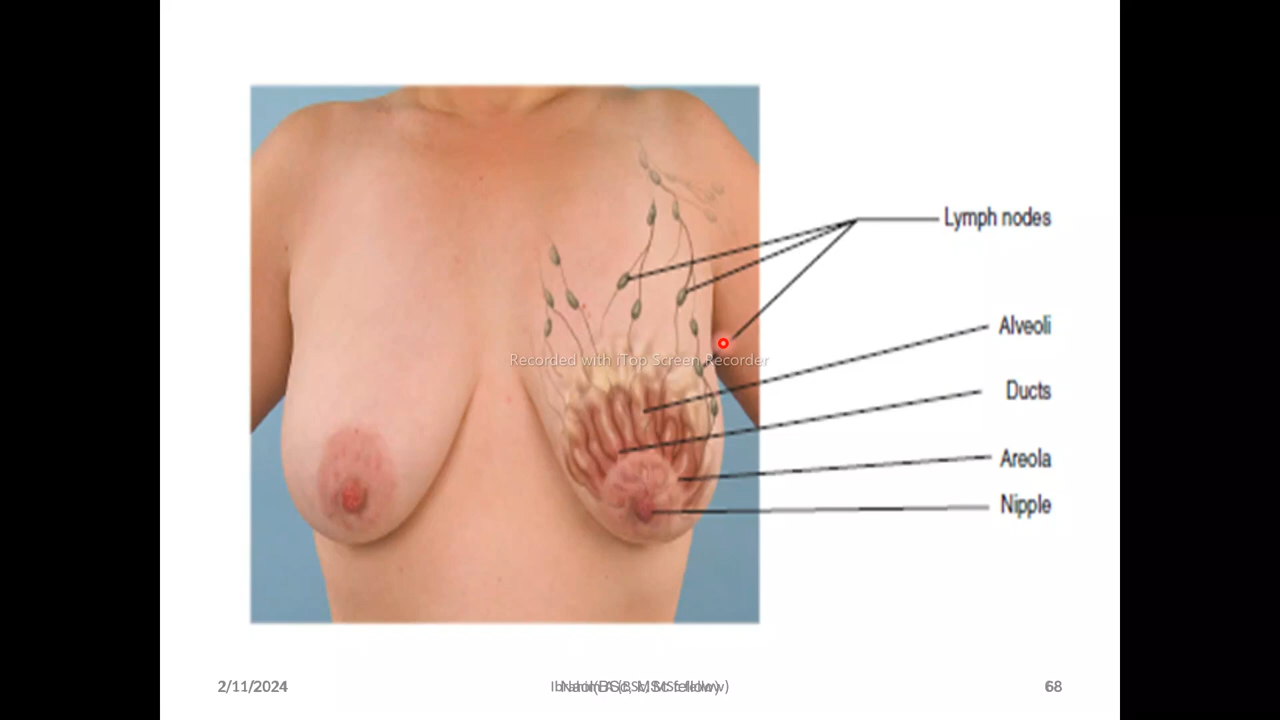 Lymph nodes
Alveoli
Recorded with iTop Screen Recorder
Ducts
Areola
Nipple
2/11/2024
68